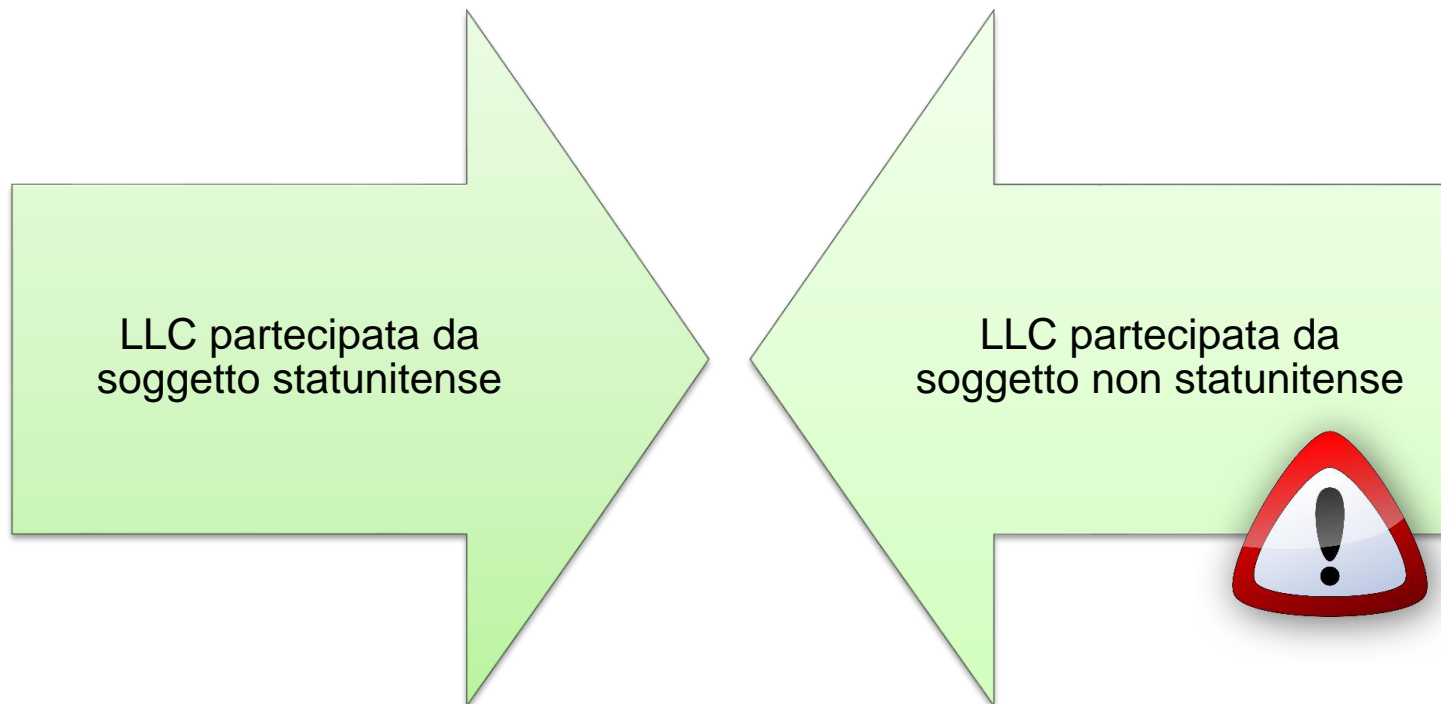 LLC partecipata da
soggetto statunitense
LLC partecipata da
soggetto non statunitense